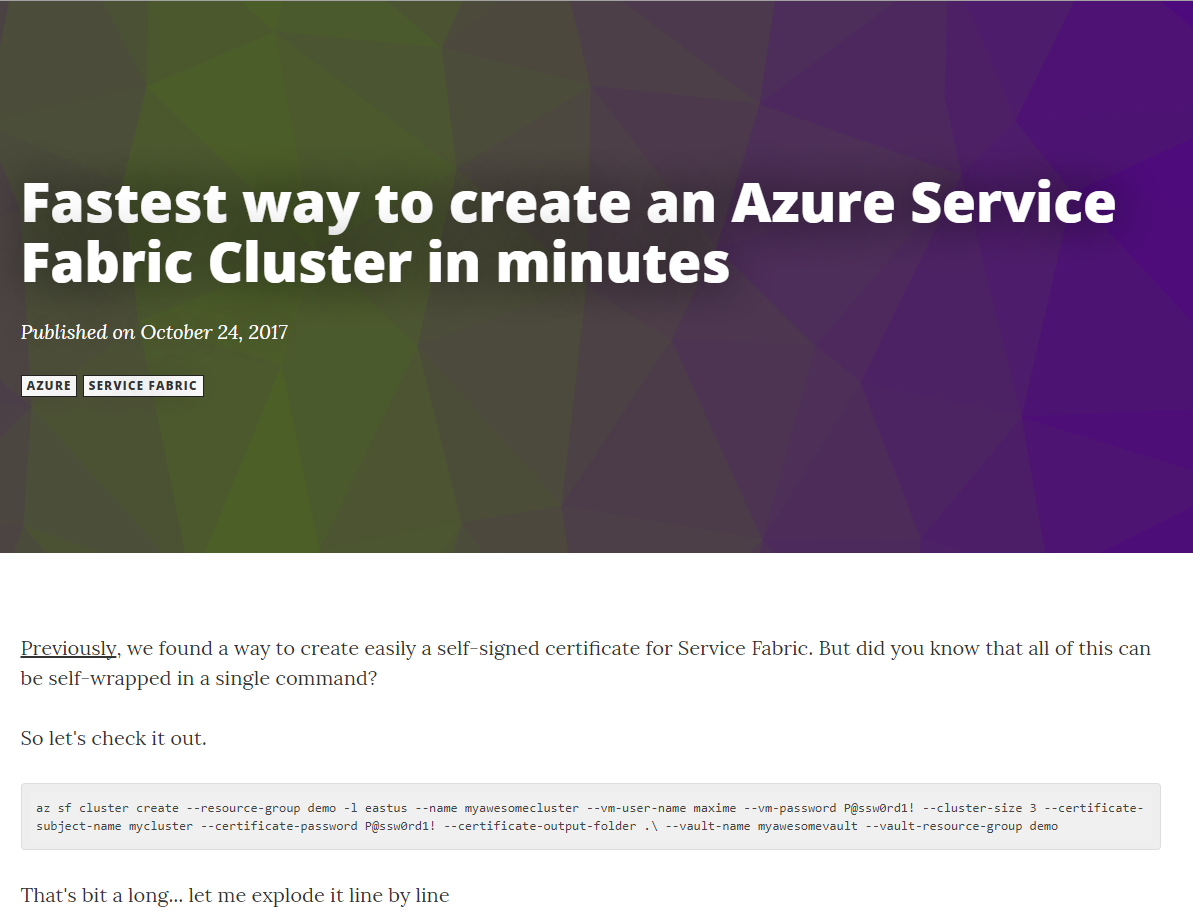 Fastest way to create an Azure Service
Fabric Cluster in minutes
Published on October 24, 2017
AZURE SERVICE FABRIC
Previously, we found a way to create easily a self-signed certificate for Service Fabric. But did you know that all of this can
be self-wrapped in a single command?
So let's check it out.
az sf cluster create --resource-group demo -l eastus --name myawesomecluster --vm-user-name maxime --vm-password P@ssw0rd1! --cluster-size 3 --certificate-
subject-name mycluster --certificate-password P@ssw0rd1! --certificate-output-folder .\ --vault-name myawesomevault --vault-resource-group demo
That's bit a long... let me explode it line by line